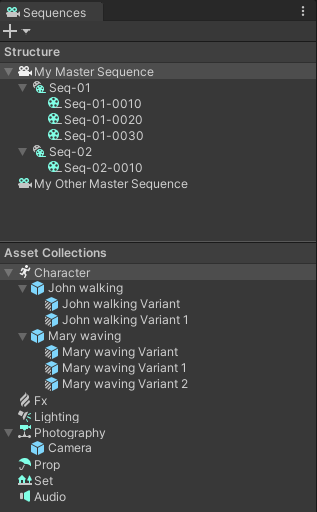 Sequences
Structure
My Master Sequence
Seq-01
Seq-01-0010
Seq-01-0020
Seq-01-0030
Seq-02
Seq-02-0010
My Other Master Sequence
Asset Collections
Character
John walking
John walking Variant
John walking Variant 1
Mary waving
Mary waving Variant
Mary waving Variant 1
Mary waving Variant 2
Fx
Lighting
Photography
Camera
Prop
Set
Audio